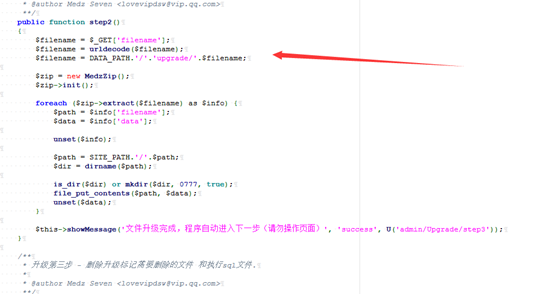 * @author Medz Seven <lovevipdsw@vip.qq.com>
**/
public function step2()
{
$filename = $_GET['filename'];
$filename = urldecode($filename);
$filename = DATA_PATH.'/'.'upgrade/'.$filename;
$zip = new MedzZip();
$zip->init();
foreach ($zip->extract($filename) as $info) {
$path = $info['filename'];
$data = $info['data'];
unset($info);
$path = SITE_PATH.'/'.$path;
$dir = dirname($path);
is_dir($dir) or mkdir($dir, 0777, true);
file_put_contents($path, $data);
unset($data);
}
$this->showMessage('文件升级完成，程序自动进入下一步（请勿操作页面）', 'success', U('admin/Upgrade/step3'));
}
/**
* 升级第三步 - 删除升级标记需要删除的文件 和执行sql文件.
*
* @author Medz Seven <lovevipdsw@vip.qq.com>
**/